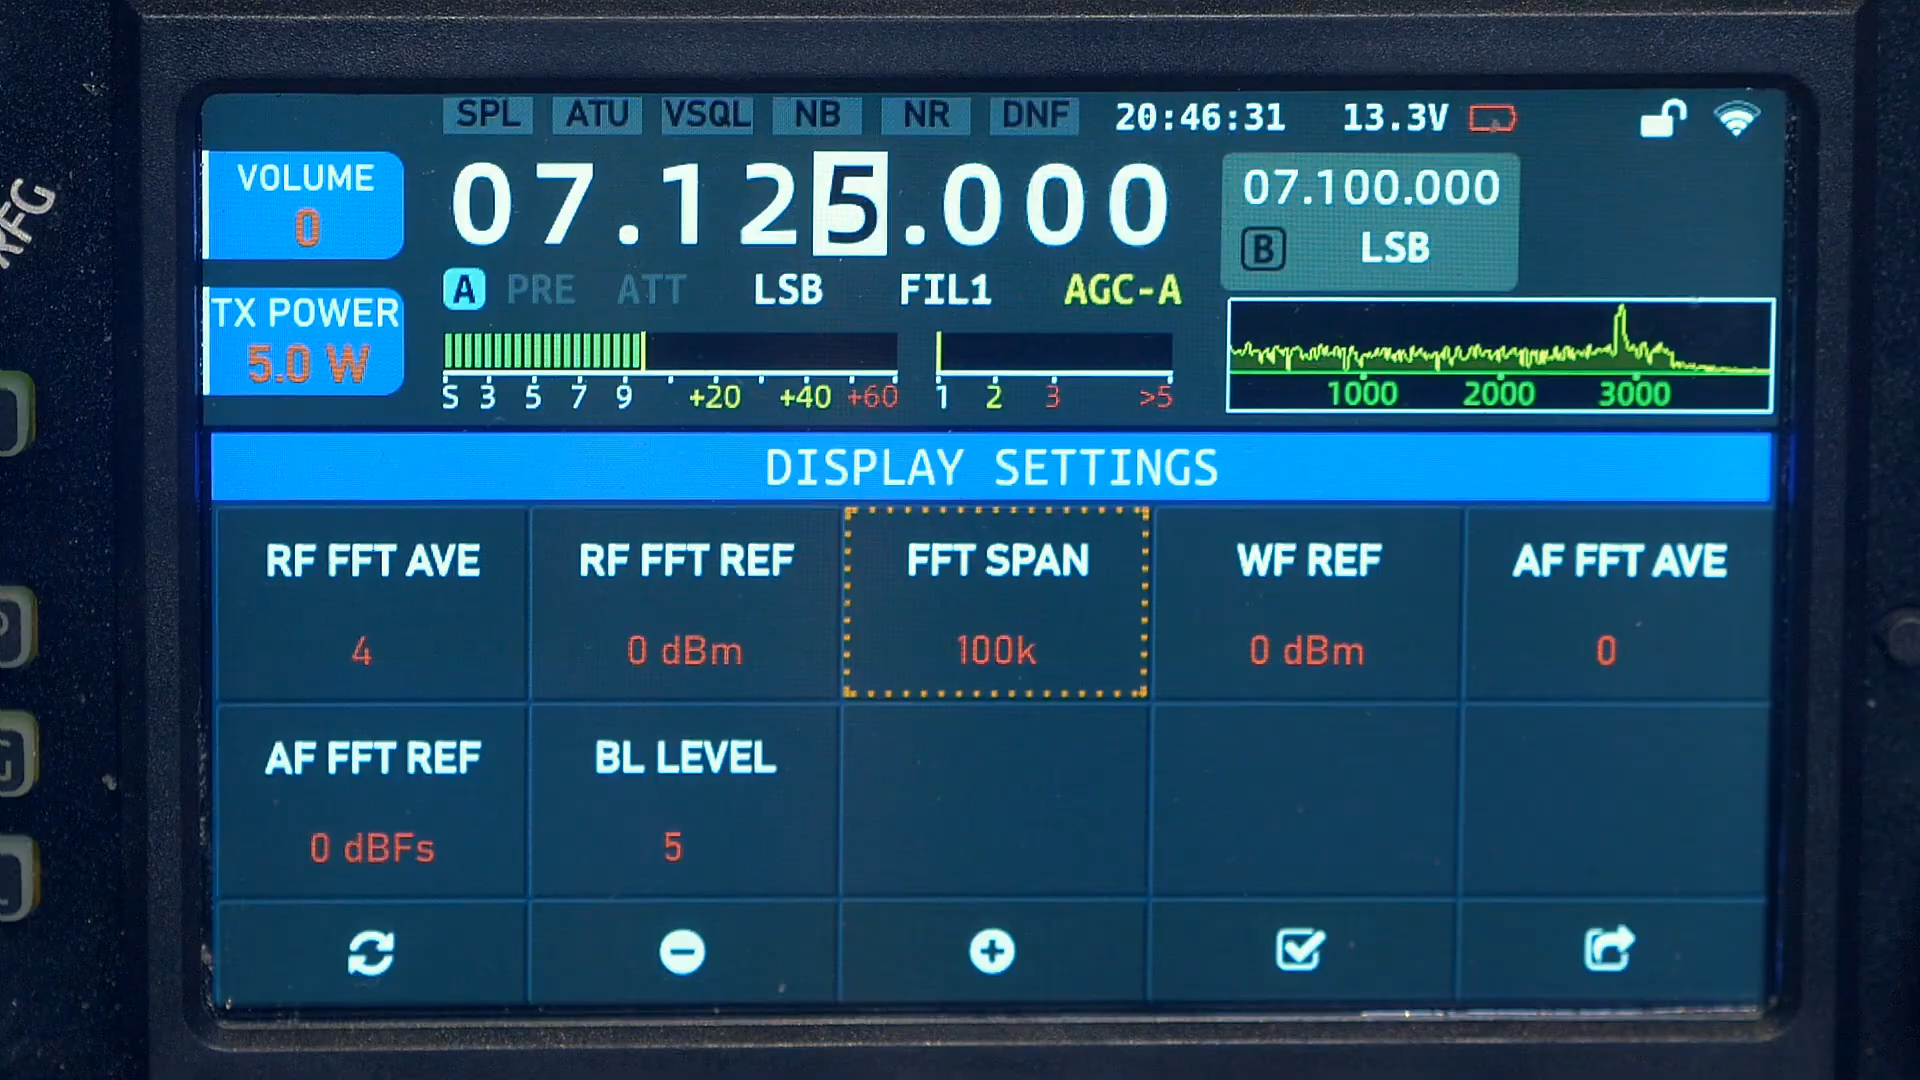 SPL ATU VSQL NB NR DNF 20:46:31 13.3V
VOLUME
0
07.125.000
07.100.000
B LSB
A PRE ATT LSB FIL1 AGC-A
TX POWER
5.0 W
S 3 5 7 9 +20 +40 +60
1 2 3 >5
1000 2000 3000
RFG
DISPLAY SETTINGS
RF FFT AVE
4
RF FFT REF
0 dBm
FFT SPAN
100k
WF REF
0 dBm
AF FFT AVE
0
AF FFT REF
0 dBFs
BL LEVEL
5